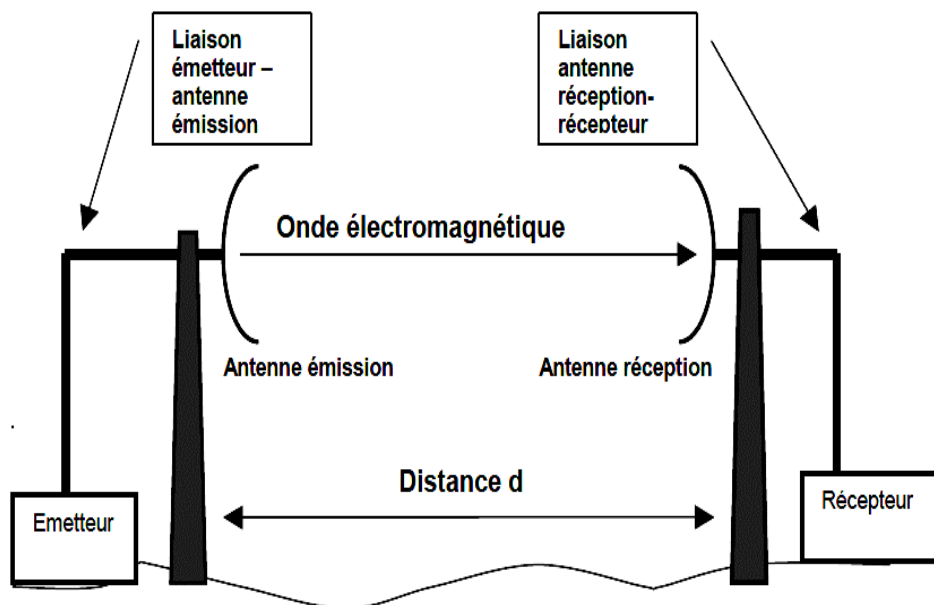 Liaison
émetteur –
antenne
émission
Liaison
antenne
réception-
récepteur
Onde électromagnétique
Antenne émission
Antenne réception
Distance d
Emetteur
Récepteur